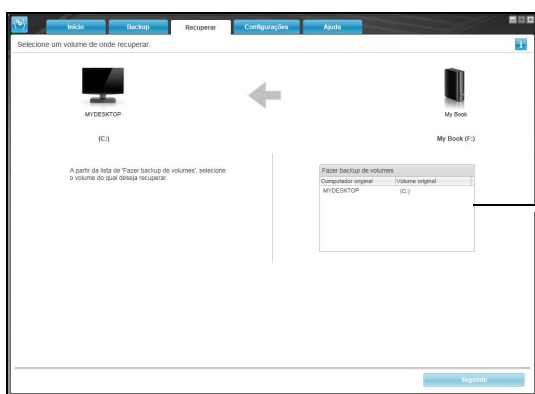 Início Backup Recuperar Configurações Ajuda
Selecione um volume de onde recuperar.
MYDESKTOP
My Book
(C:)
My Book (F:)
A partir da lista de 'Fazer backup de volumes', selecione
o volume do qual deseja recuperar.
Fazer backup de volumes
Computador original Volume original
MYDESKTOP (C:)
Seguinte